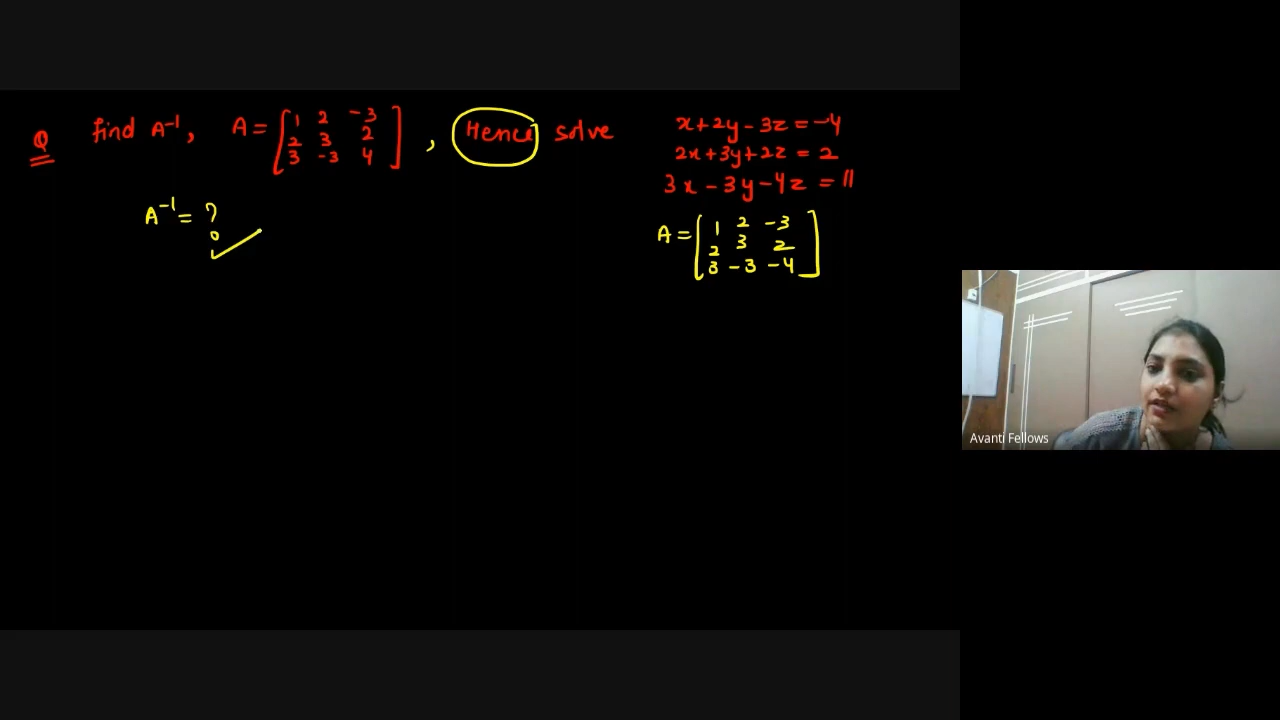 Q find A⁻¹, A = [ 1 2 -3 , Hence solve x+2y-3z=-4
2 3 2 2x+3y+2z=2
3 -3 4 ] 3x-3y-4z=11
A⁻¹ = ?
A = [ 1 2 -3
2 3 2
3 -3 -4 ]
Avanti Fellows